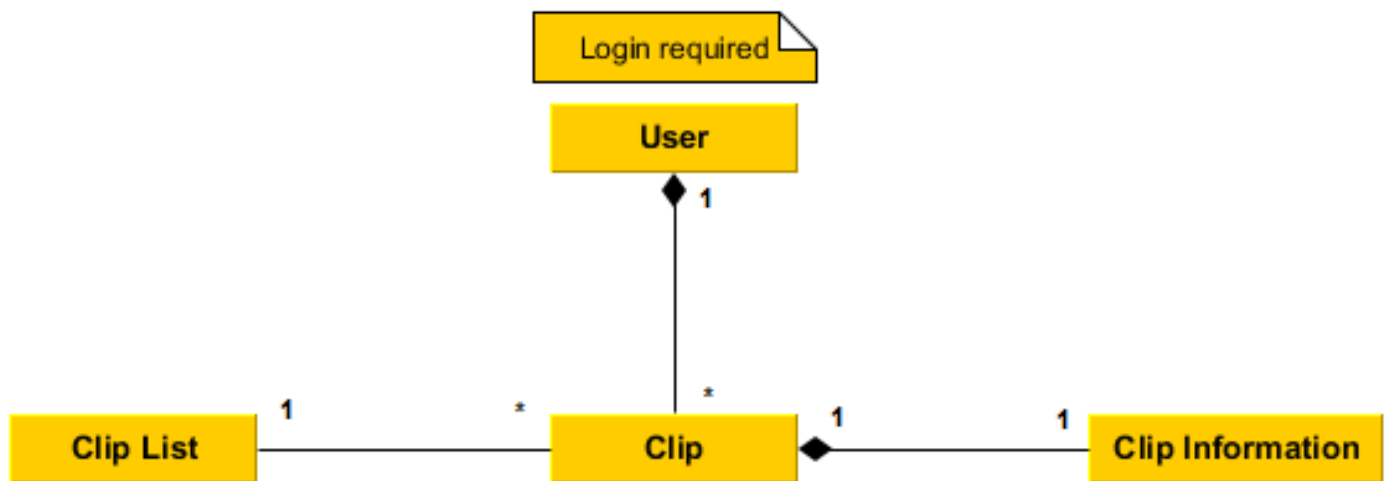 Login required
User
1
*
1
*
1
1
Clip List
Clip
Clip Information